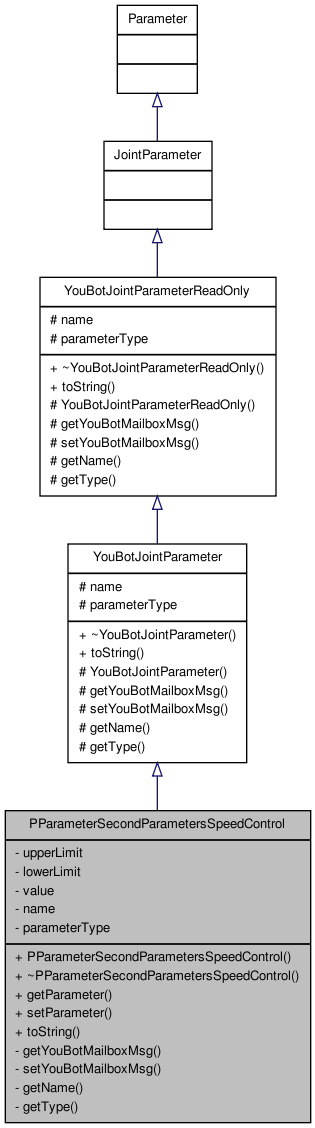 Parameter
JointParameter
YouBotJointParameterReadOnly
# name
# parameterType
+ ~YouBotJointParameterReadOnly()
+ toString()
# YouBotJointParameterReadOnly()
# getYouBotMailboxMsg()
# setYouBotMailboxMsg()
# getName()
# getType()
YouBotJointParameter
# name
# parameterType
+ ~YouBotJointParameter()
+ toString()
# YouBotJointParameter()
# getYouBotMailboxMsg()
# setYouBotMailboxMsg()
# getName()
# getType()
PParameterSecondParametersSpeedControl
- upperLimit
- lowerLimit
- value
- name
- parameterType
+ PParameterSecondParametersSpeedControl()
+ ~PParameterSecondParametersSpeedControl()
+ getParameter()
+ setParameter()
+ toString()
- getYouBotMailboxMsg()
- setYouBotMailboxMsg()
- getName()
- getType()